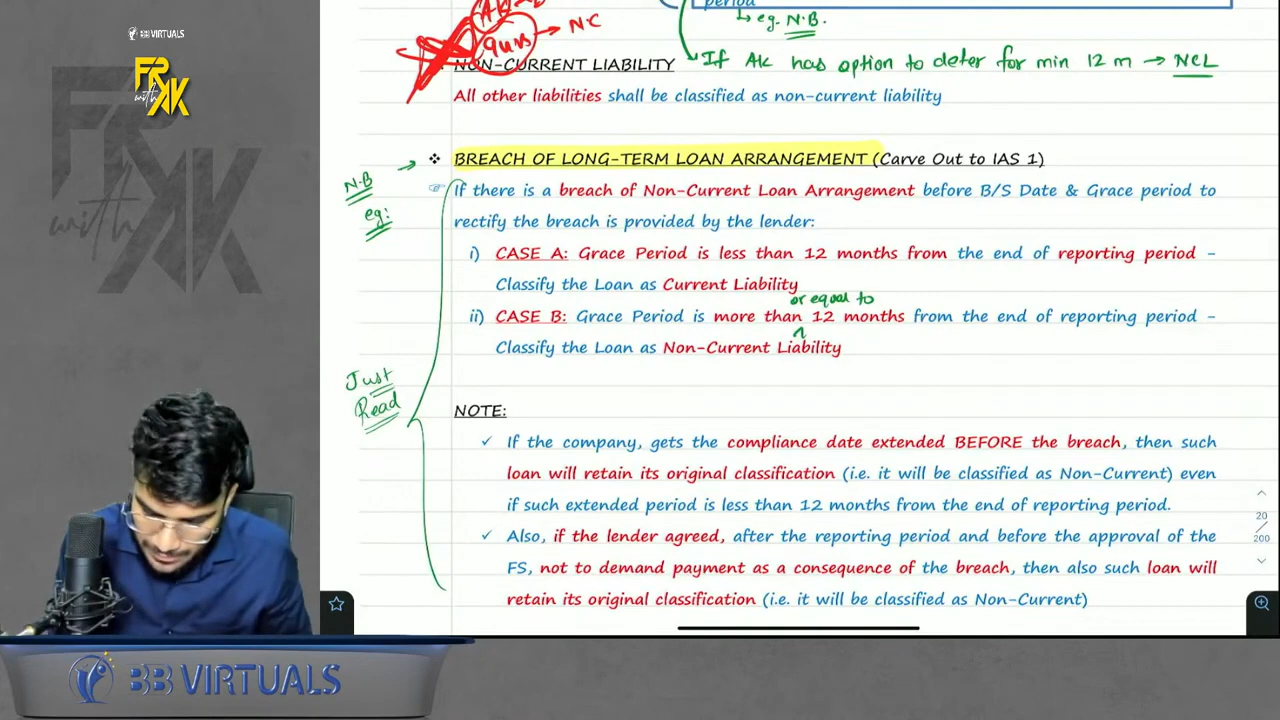 BB VIRTUALS
FR
with
AK
period
↳ eg. N.B.
9urs → N.C
If AK has option to defer for min 12 m → NCL
NON-CURRENT LIABILITY
All other liabilities shall be classified as non-current liability
❖ BREACH OF LONG-TERM LOAN ARRANGEMENT (Carve Out to IAS 1)
N.B
eg:
☞ If there is a breach of Non-Current Loan Arrangement before B/S Date & Grace period to
rectify the breach is provided by the lender:
i) CASE A: Grace Period is less than 12 months from the end of reporting period -
Classify the Loan as Current Liability
or equal to
ii) CASE B: Grace Period is more than 12 months from the end of reporting period -
Classify the Loan as Non-Current Liability
Just
Read
NOTE:
✓ If the company, gets the compliance date extended BEFORE the breach, then such
loan will retain its original classification (i.e. it will be classified as Non-Current) even
if such extended period is less than 12 months from the end of reporting period.
✓ Also, if the lender agreed, after the reporting period and before the approval of the
FS, not to demand payment as a consequence of the breach, then also such loan will
retain its original classification (i.e. it will be classified as Non-Current)
20
200
FR
with
AK
BB VIRTUALS